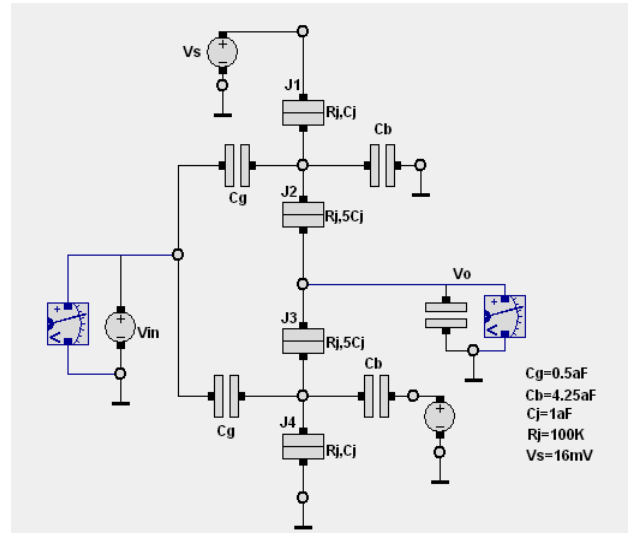 Vs
J1
Rj,Cj
Cb
Cg
J2
Rj,5Cj
Vo
Vin
J3
Rj,5Cj
Cb
Cg
J4
Rj,Cj
Cg=0.5aF
Cb=4.25aF
Cj=1aF
Rj=100K
Vs=16mV